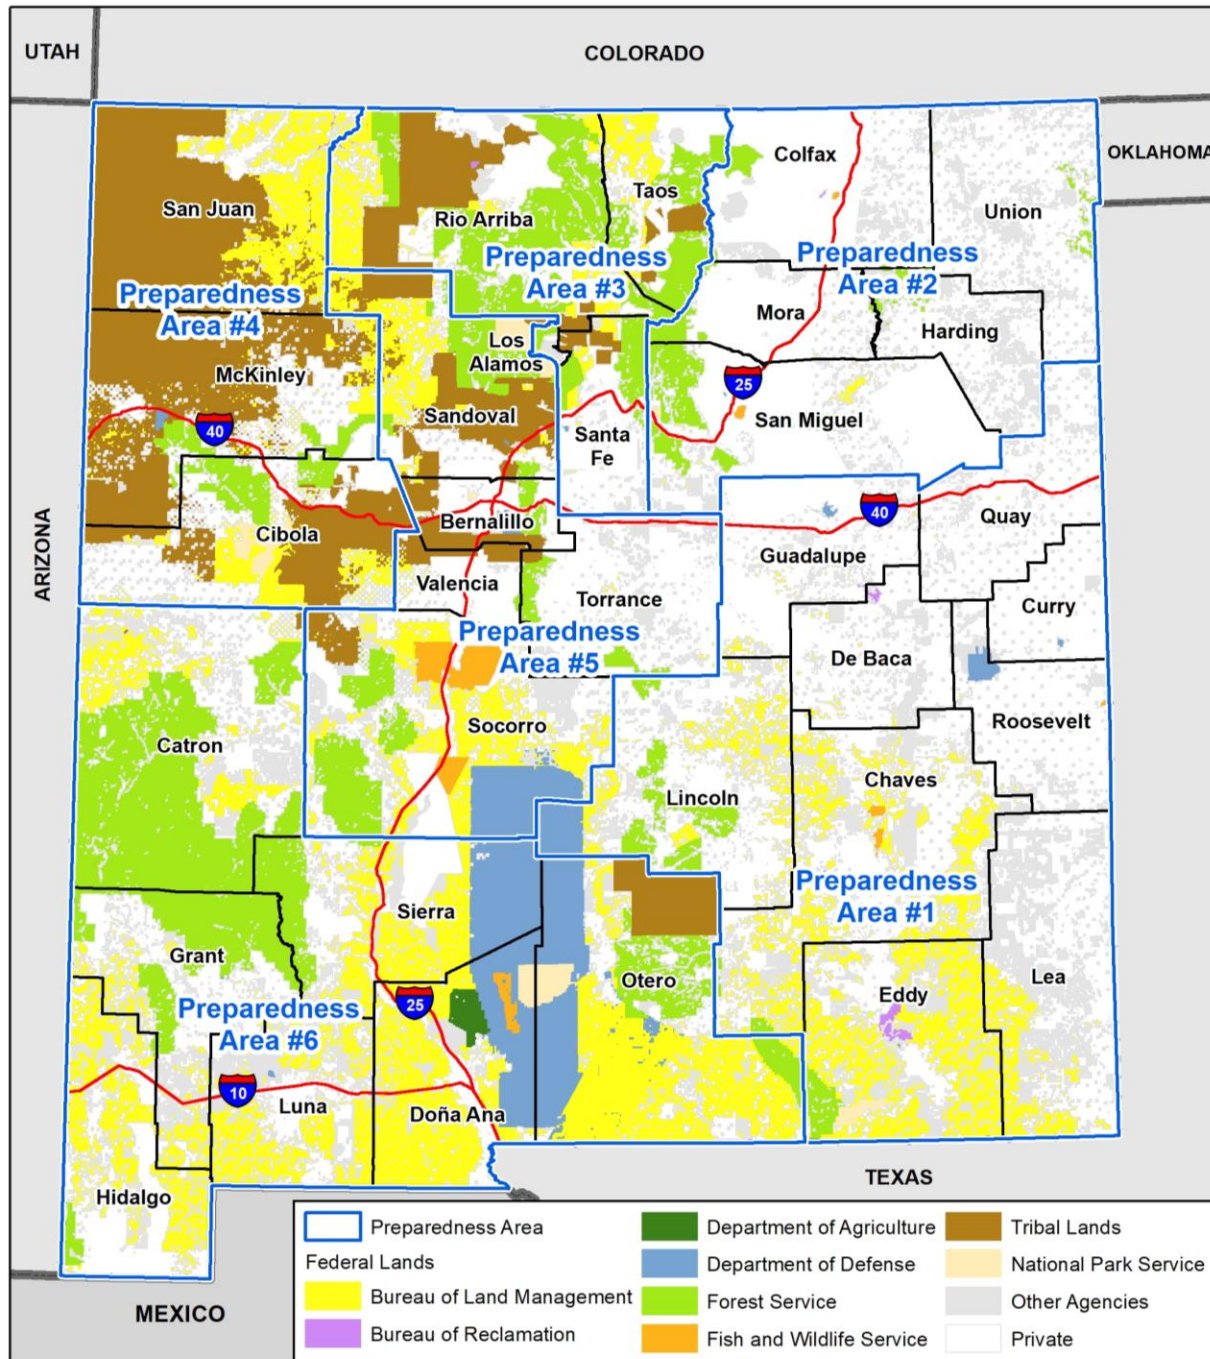 UTAH
COLORADO
OKLAHOMA
Colfax
San Juan
Taos
Union
Rio Arriba
Preparedness
Area #3
Preparedness
Area #2
Preparedness
Area #4
Mora
Harding
Los
Alamos
McKinley
25
San Miguel
Sandoval
40
Santa
Fe
40
Quay
Bernalillo
Cibola
Guadalupe
ARIZONA
Valencia
Torrance
Curry
Preparedness
Area #5
De Baca
Socorro
Roosevelt
Catron
Chaves
Lincoln
Preparedness
Area #1
Sierra
Grant
Otero
Lea
Eddy
25
Preparedness
Area #6
10
Luna
Doña Ana
TEXAS
Hidalgo
MEXICO
Preparedness Area
Federal Lands
Bureau of Land Management
Bureau of Reclamation
Department of Agriculture
Department of Defense
Forest Service
Fish and Wildlife Service
Tribal Lands
National Park Service
Other Agencies
Private